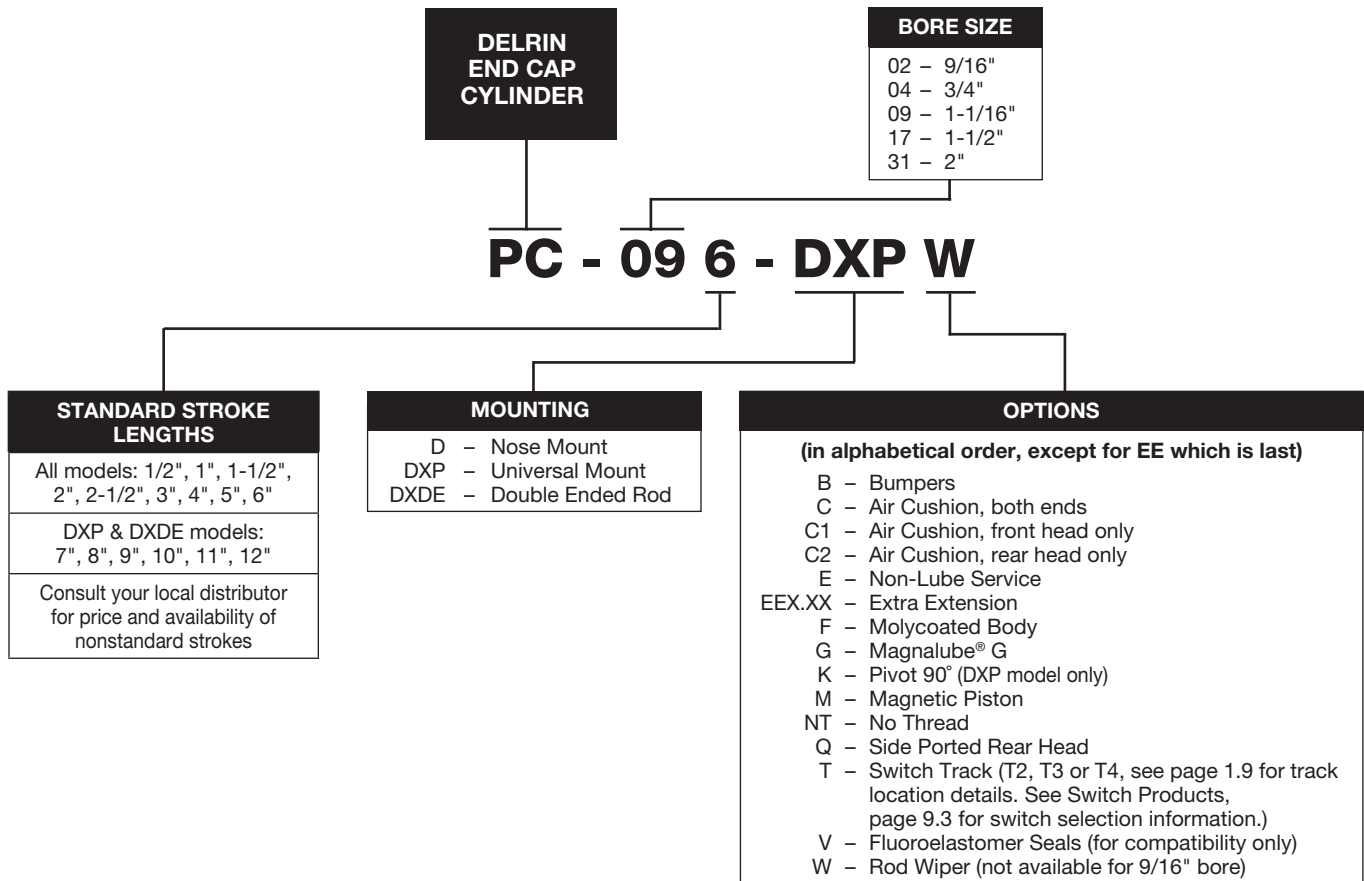 DELRIN
END CAP
CYLINDER
BORE SIZE
02 – 9/16"
04 – 3/4"
09 – 1-1/16"
17 – 1-1/2"
31 – 2"
PC - 09 6 - DXP W
STANDARD STROKE
LENGTHS
All models: 1/2", 1", 1-1/2",
2", 2-1/2", 3", 4", 5", 6"
DXP & DXDE models:
7", 8", 9", 10", 11", 12"
Consult your local distributor
for price and availability of
nonstandard strokes
MOUNTING
D – Nose Mount
DXP – Universal Mount
DXDE – Double Ended Rod
OPTIONS
(in alphabetical order, except for EE which is last)
B – Bumpers
C – Air Cushion, both ends
C1 – Air Cushion, front head only
C2 – Air Cushion, rear head only
E – Non-Lube Service
EEX.XX – Extra Extension
F – Molycoated Body
G – Magnalube® G
K – Pivot 90˚ (DXP model only)
M – Magnetic Piston
NT – No Thread
Q – Side Ported Rear Head
T – Switch Track (T2, T3 or T4, see page 1.9 for track
location details. See Switch Products,
page 9.3 for switch selection information.)
V – Fluoroelastomer Seals (for compatibility only)
W – Rod Wiper (not available for 9/16" bore)